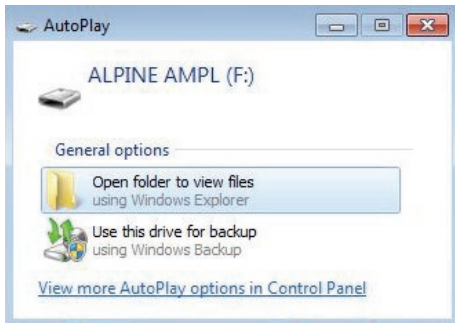 AutoPlay
ALPINE AMPL (F:)
General options
Open folder to view files
using Windows Explorer
Use this drive for backup
using Windows Backup
View more AutoPlay options in Control Panel